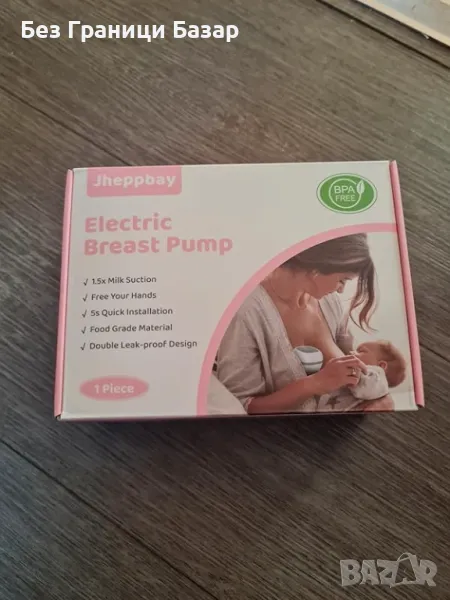 Без Граници Базар
Jheppbay
BPA
FREE
Electric
Breast Pump
√ 1.5x Milk Suction
√ Free Your Hands
√ 5s Quick Installation
√ Food Grade Material
√ Double Leak-proof Design
1 Piece
BAZAR